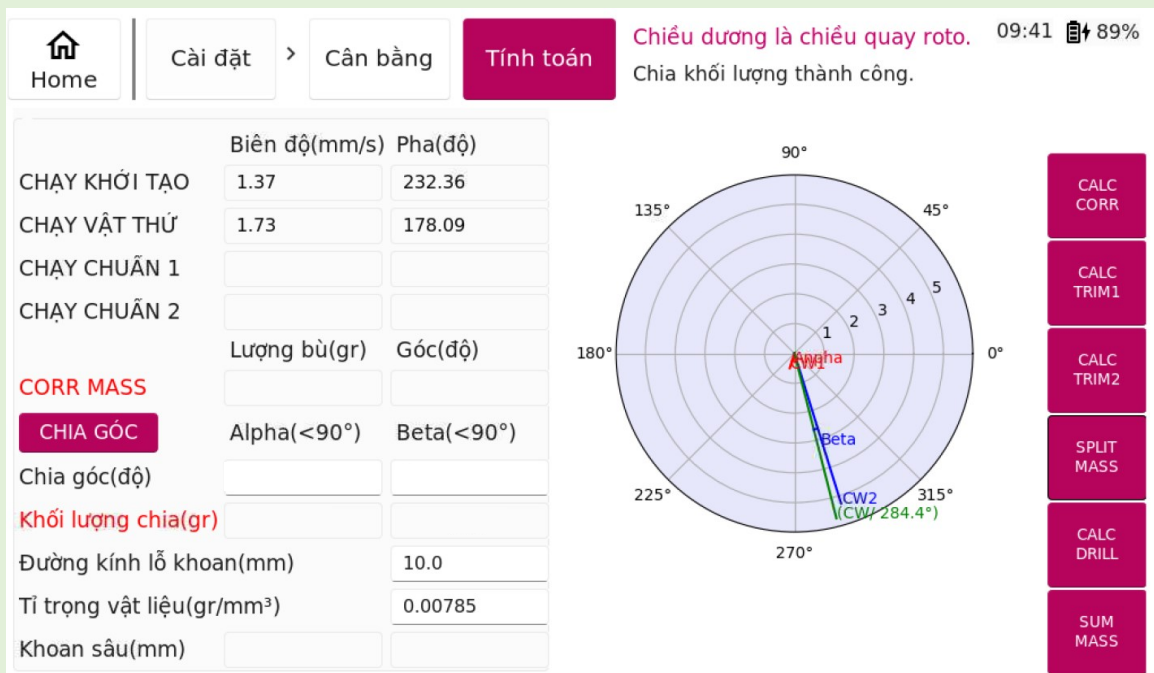 Home
Cài đặt
>
Cân bằng
Tính toán
Chiều dương là chiều quay roto.
Chia khối lượng thành công.
09:41
89%
Biên độ(mm/s) Pha(độ)
CHẠY KHỞI TẠO 1.37 232.36
CHẠY VẬT THỬ 1.73 178.09
CHẠY CHUẨN 1
CHẠY CHUẨN 2
Lượng bù(gr) Góc(độ)
CORR MASS
CHIA GÓC Alpha(<90°) Beta(<90°)
Chia góc(độ)
Khối lượng chia(gr)
Đường kính lỗ khoan(mm) 10.0
Tỉ trọng vật liệu(gr/mm³) 0.00785
Khoan sâu(mm)
90°
135° 45°
5
4
3
2
1
180° 0°
CW1
Beta
225° 315°
CW2
(CW/ 284.4°)
270°
CALC
CORR
CALC
TRIM1
CALC
TRIM2
SPLIT
MASS
CALC
DRILL
SUM
MASS